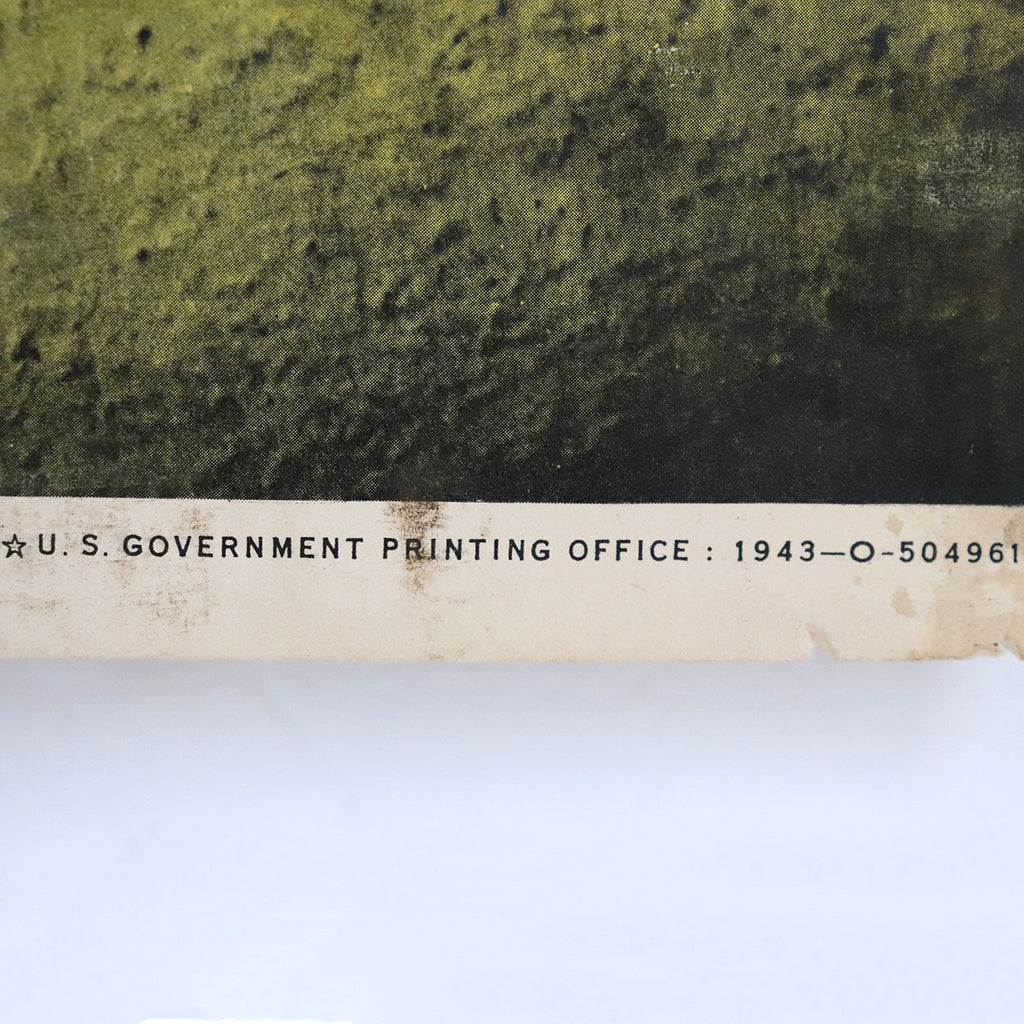 ☆ U. S. GOVERNMENT PRINTING OFFICE : 1943—O-504961